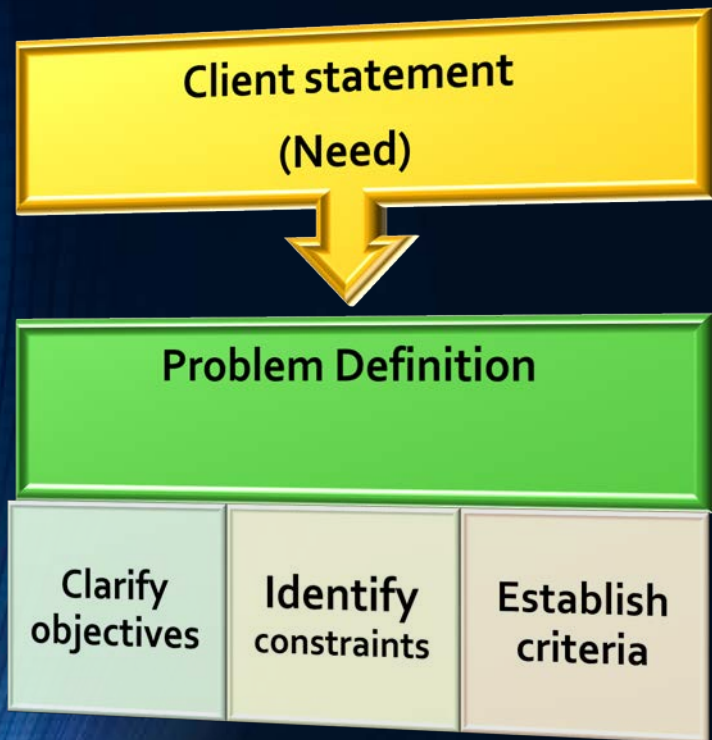 Client statement
(Need)
Problem Definition
Clarify
objectives
Identify
constraints
Establish
criteria